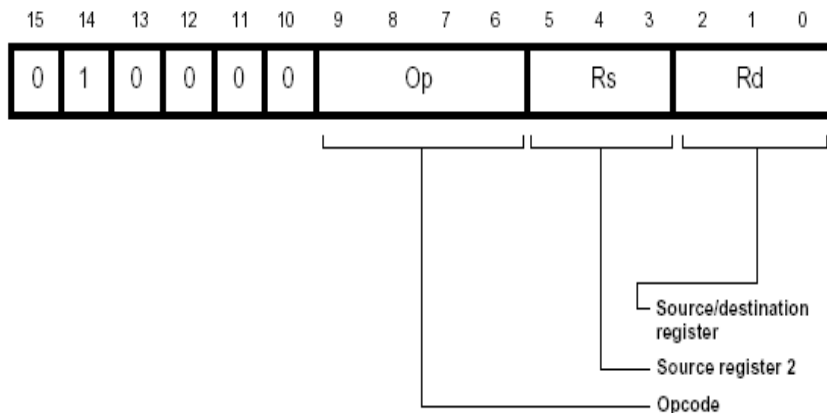 15 14 13 12 11 10 9 8 7 6 5 4 3 2 1 0
0 1 0 0 0 0 Op Rs Rd
Source/destination
register
Source register 2
Opcode